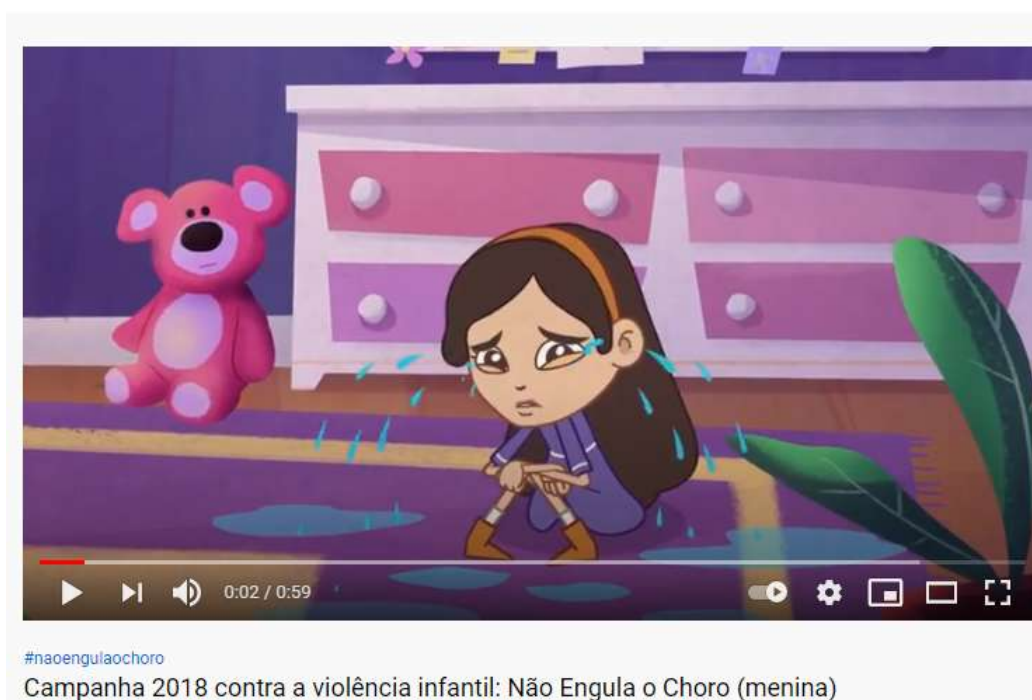 0:02 / 0:59
#naoengulaochoro
Campanha 2018 contra a violência infantil: Não Engula o Choro (menina)